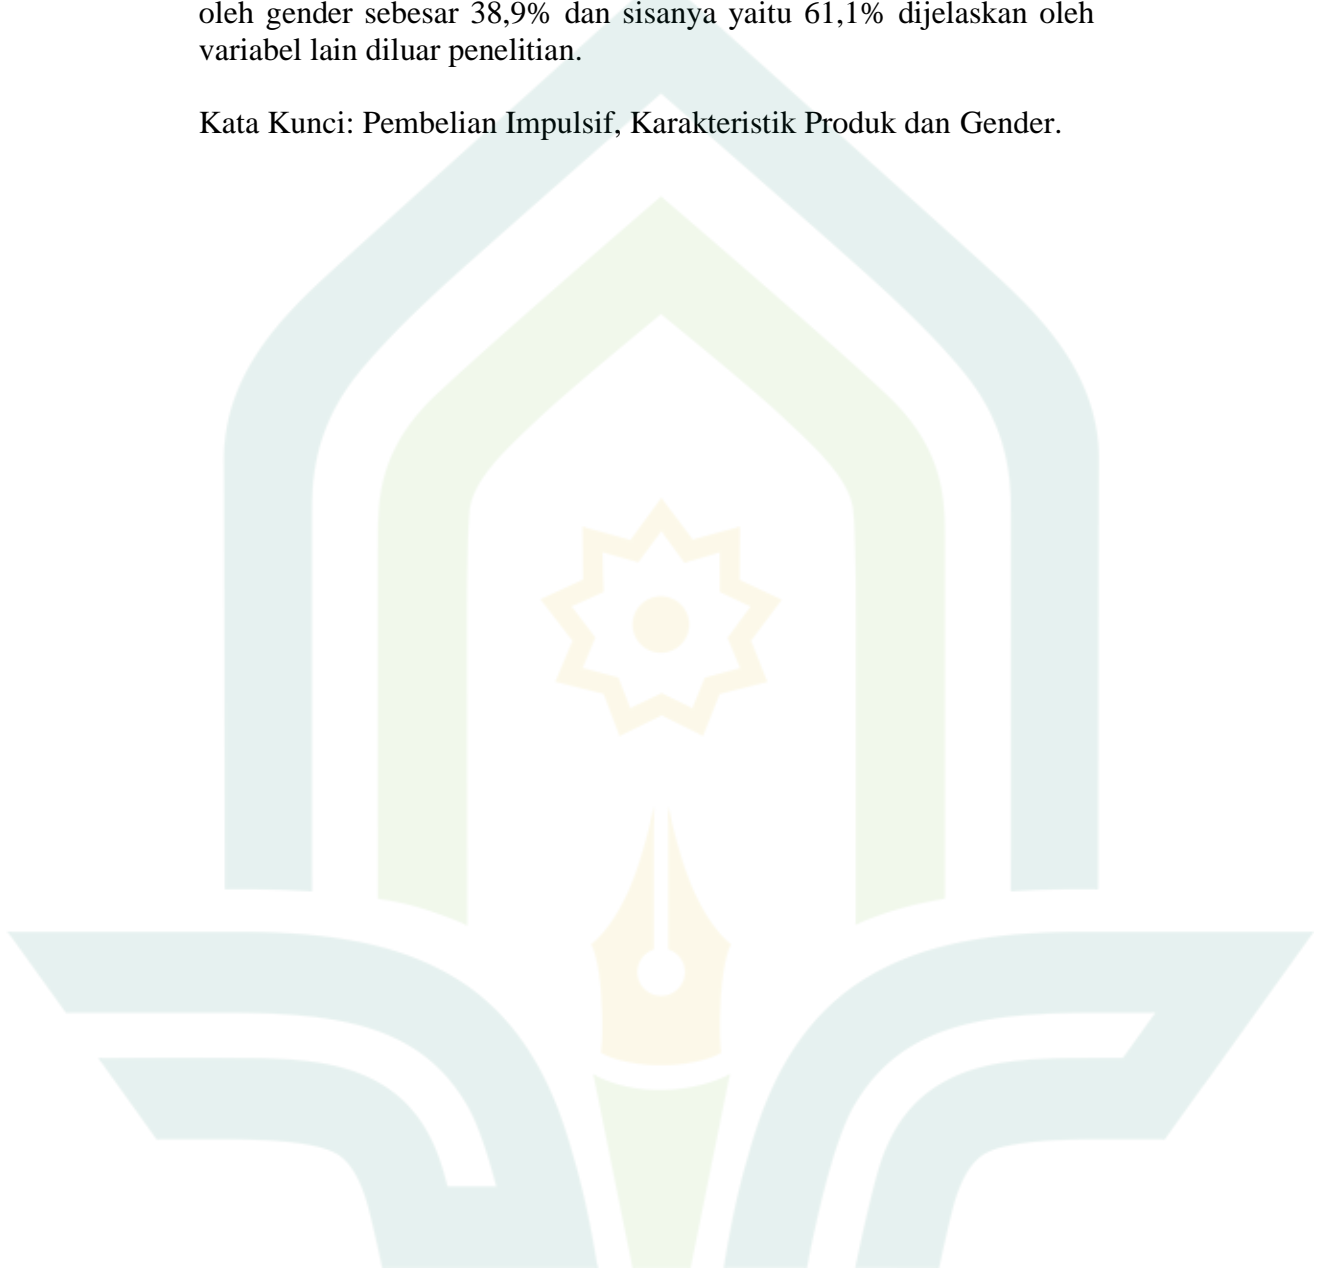 oleh gender sebesar 38,9% dan sisanya yaitu 61,1% dijelaskan oleh
variabel lain diluar penelitian.
Kata Kunci: Pembelian Impulsif, Karakteristik Produk dan Gender.